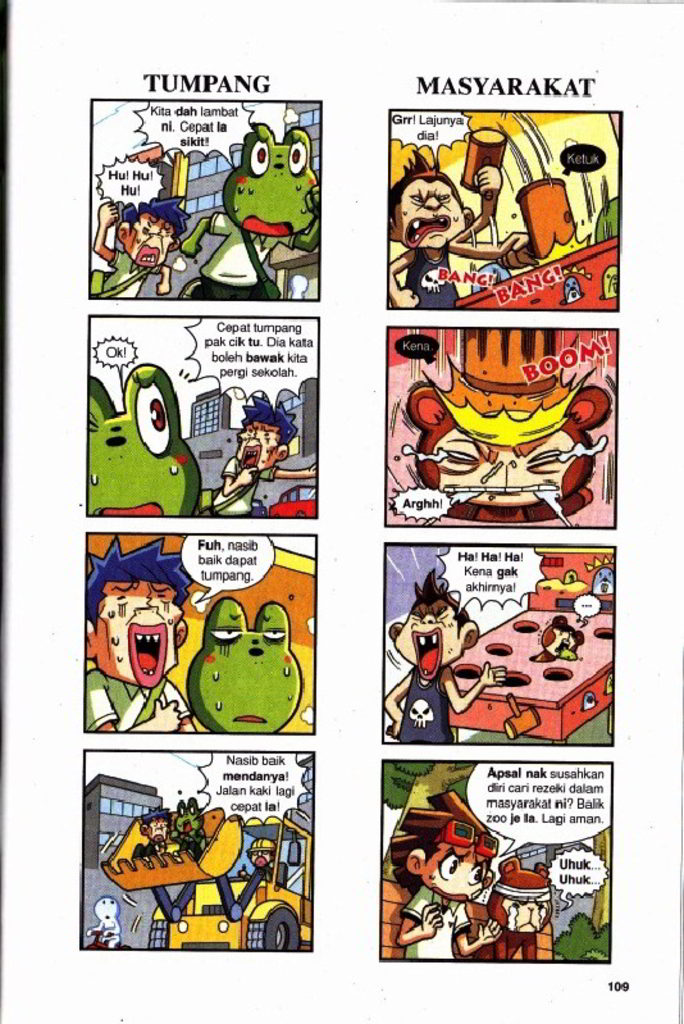 TUMPANG
Kita dah lambat
ni. Cepat la
sikit!!
Hu! Hu!
Hu!
Ok!
Cepat tumpang
pak cik tu. Dia kata
boleh bawak kita
pergi sekolah.
Fuh, nasib
baik dapat
tumpang.
Nasib baik
mendanya!
Jalan kaki lagi
cepat la!
MASYARAKAT
Grr! Lajunya
dia!
Ketuk
BANG!
BANG!
Kena.
BOOM!
Arghh!
Ha! Ha! Ha!
Kena gak
akhirnya!
....
Apsal nak susahkan
diri cari rezeki dalam
masyarakat ni? Balik
zoo je la. Lagi aman.
Uhuk...
Uhuk...
109